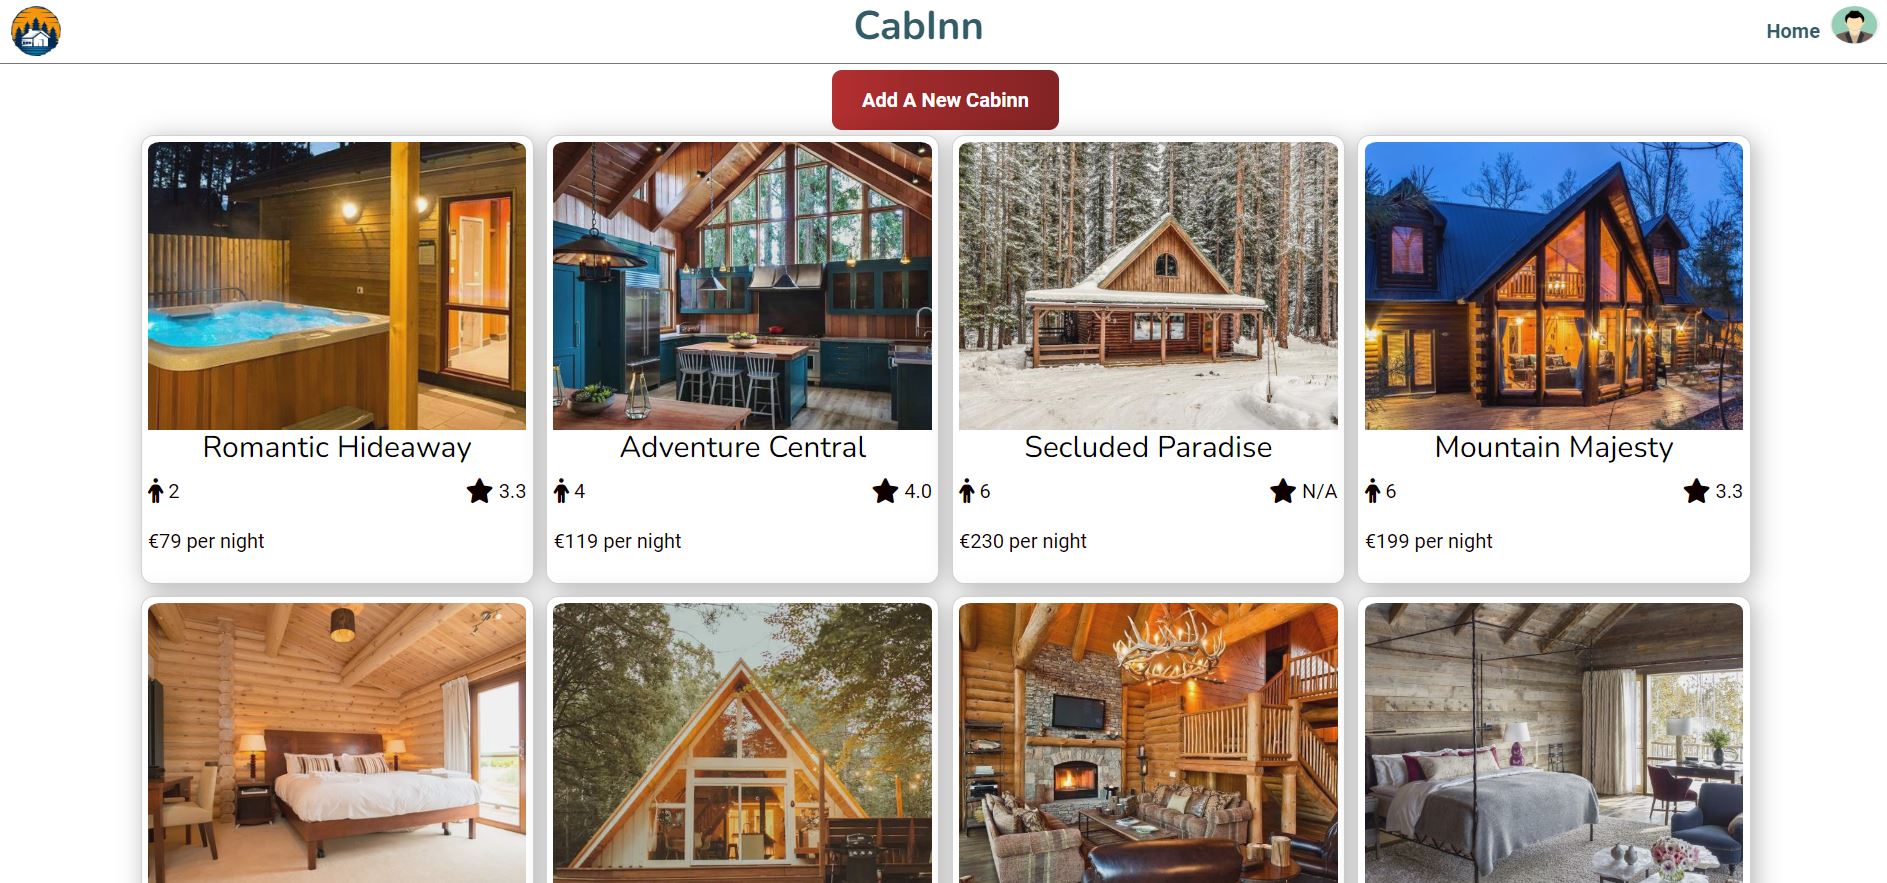 CabInn
Home
Add A New Cabinn
Romantic Hideaway
2
3.3
€79 per night
Adventure Central
4
4.0
€119 per night
Secluded Paradise
6
N/A
€230 per night
Mountain Majesty
6
3.3
€199 per night